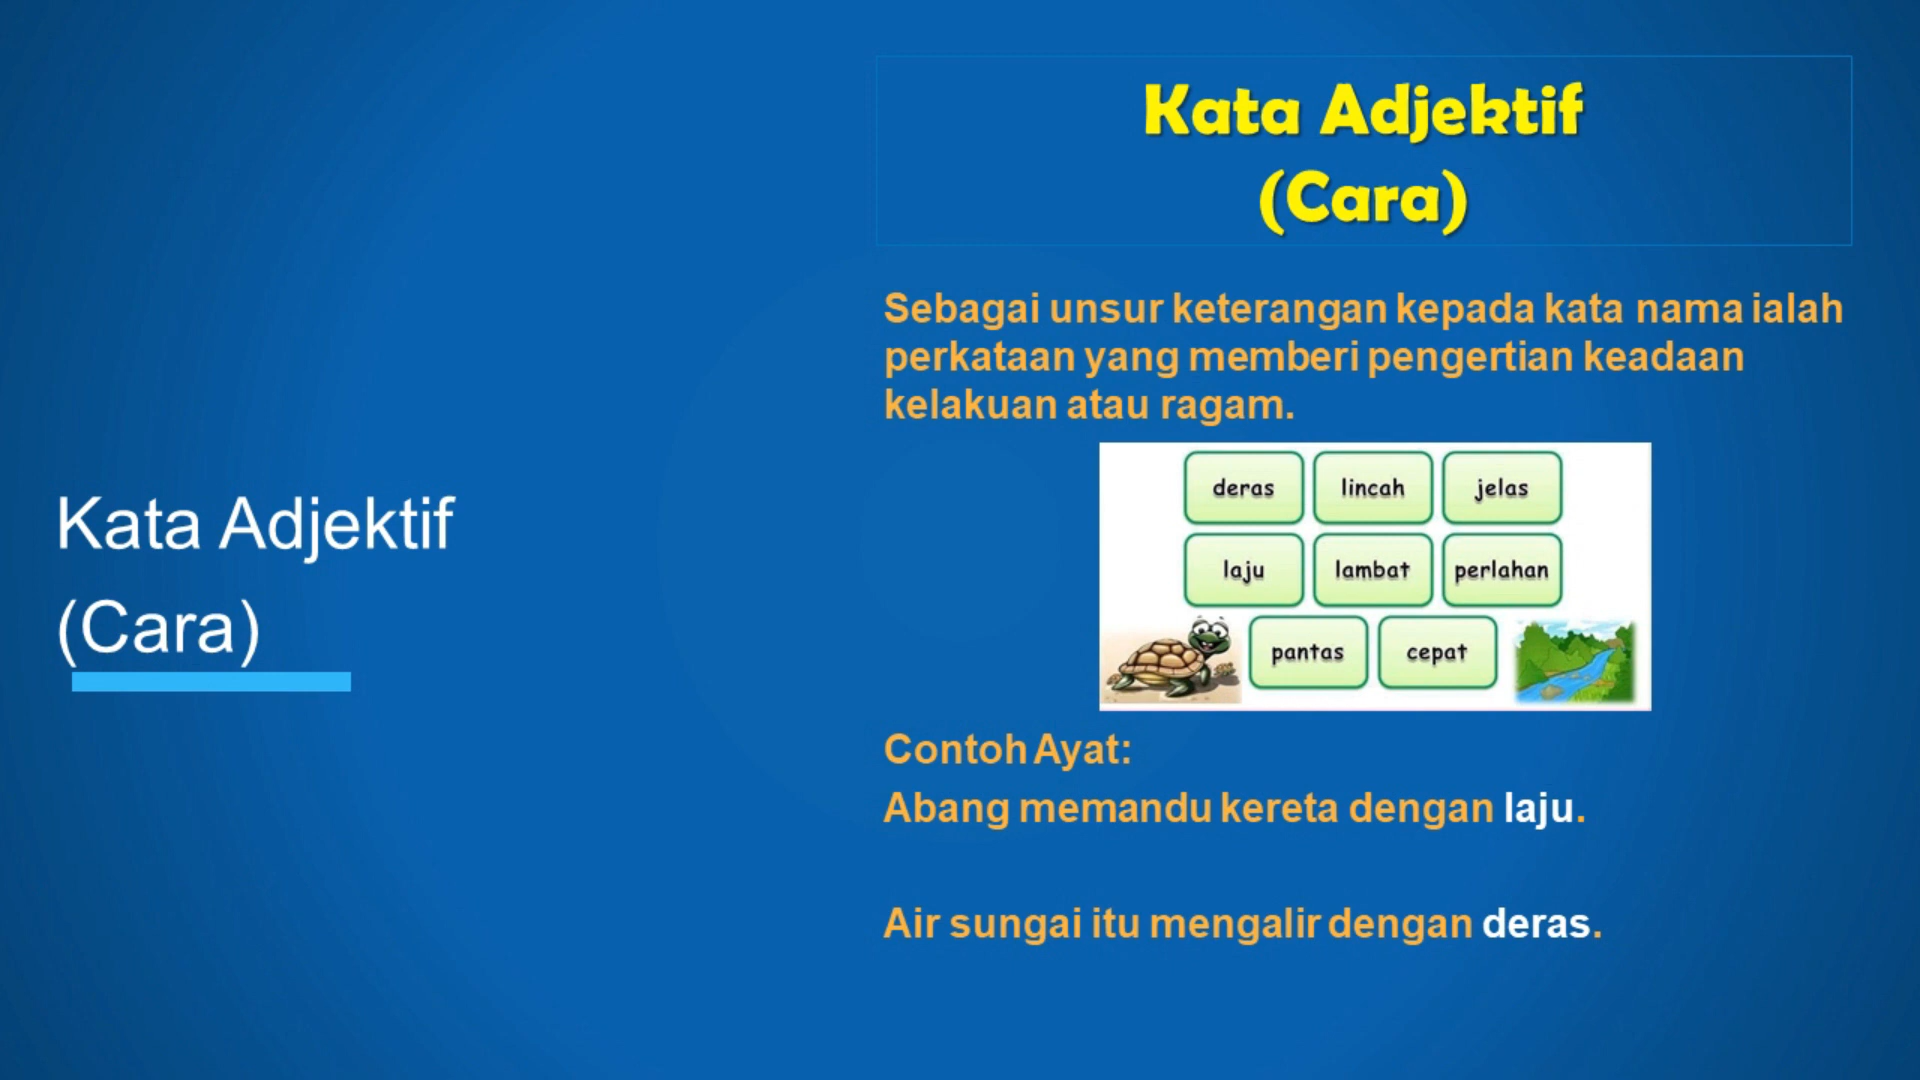 Kata Adjektif
(Cara)
Kata Adjektif
(Cara)
Sebagai unsur keterangan kepada kata nama ialah
perkataan yang memberi pengertian keadaan
kelakuan atau ragam.
deras lincah jelas
laju lambat perlahan
pantas cepat
Contoh Ayat:
Abang memandu kereta dengan laju.
Air sungai itu mengalir dengan deras.